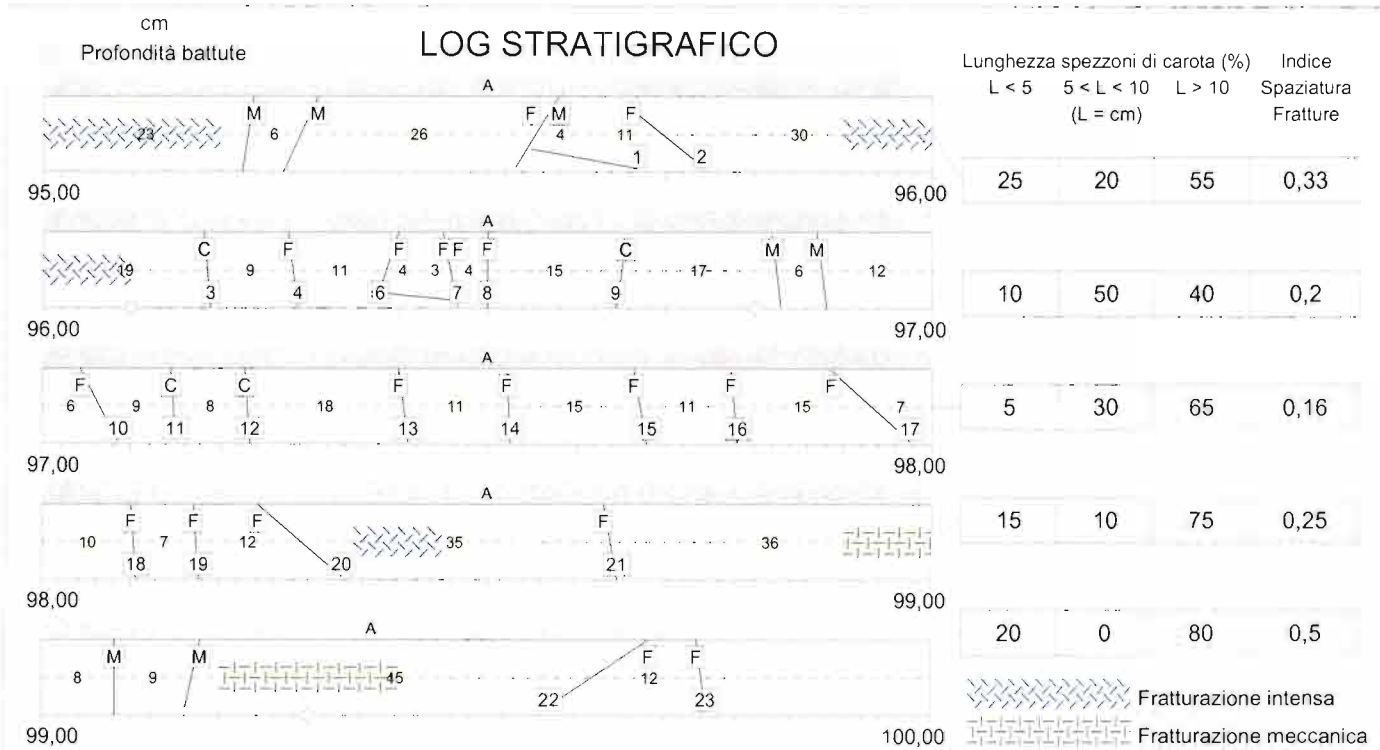 cm
Profondità battute
LOG STRATIGRAFICO
Lunghezza spezzoni di carota (%) Indice
L < 5 5 < L < 10 L > 10 Spaziatura
(L = cm) Fratture
A
M M F M F
23 6 26 4 11 30
1 2
95,00 96,00
25 20 55 0,33
A
C F F F F F C M M
19 9 11 4 3 4 15 17 6 12
3 4 6 7 8 9
96,00 97,00
10 50 40 0,2
A
F C C F F F F F
6 9 8 18 11 15 11 15 7
10 11 12 13 14 15 16 17
97,00 98,00
5 30 65 0,16
A
F F F F
10 7 12 35 36
18 19 20 21
98,00 99,00
15 10 75 0,25
A
M M F F
8 9 45 12
22 23
99,00 100,00
20 0 80 0,5
Fratturazione intensa
Fratturazione meccanica